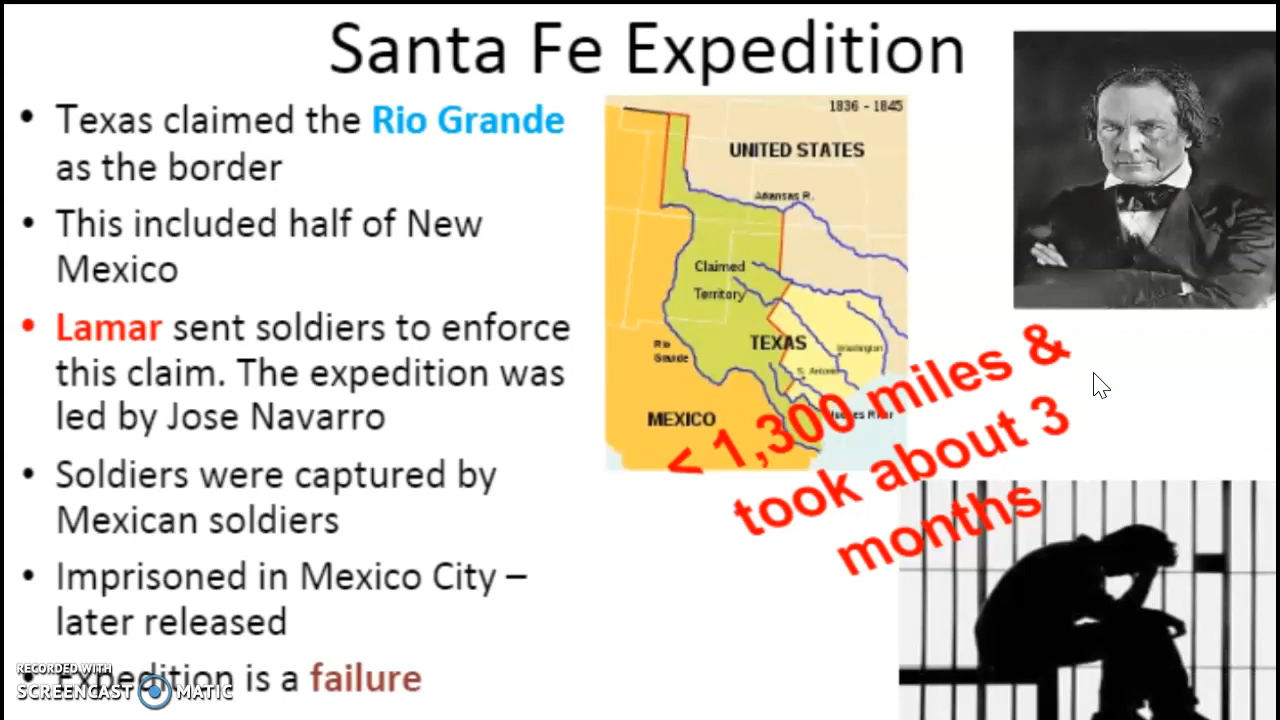 Santa Fe Expedition
• Texas claimed the Rio Grande
as the border
• This included half of New
Mexico
• Lamar sent soldiers to enforce
this claim. The expedition was
led by Jose Navarro
• Soldiers were captured by
Mexican soldiers
• Imprisoned in Mexico City –
later released
• Expedition is a failure
1836 - 1845
UNITED STATES
Arkansas R.
Claimed
Territory
TEXAS
Washington
Rio
Grande
S. Antonio
MEXICO
River
< 1,300 miles &
took about 3
months
RECORDED WITH
SCREENCAST MATIC